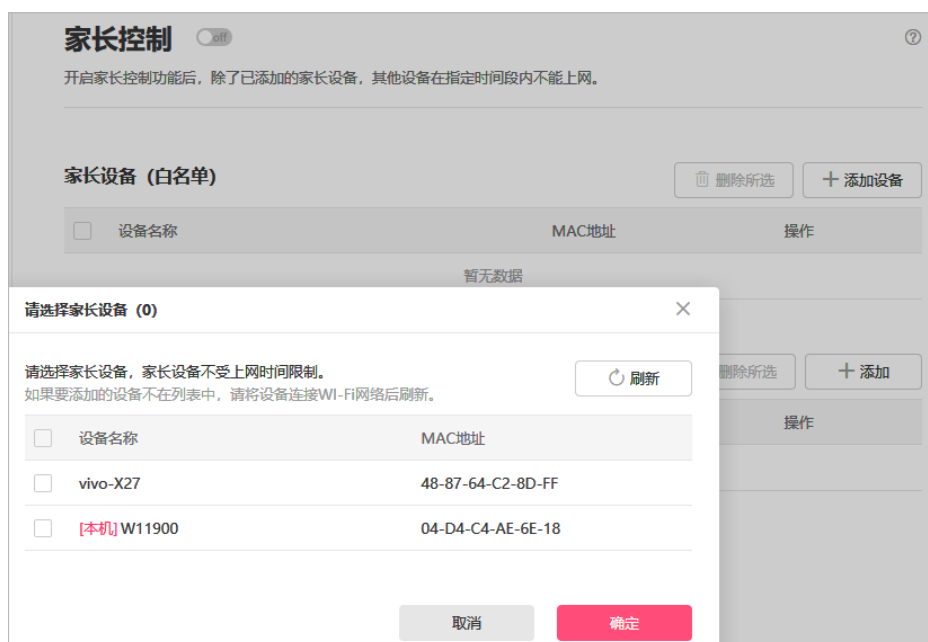 家长控制 off
开启家长控制功能后，除了已添加的家长设备，其他设备在指定时间段内不能上网。
家长设备（白名单） 删除所选 添加设备
设备名称 MAC地址 操作
暂无数据
请选择家长设备（0）
请选择家长设备，家长设备不受上网时间限制。 刷新 删除所选 添加
如果要添加的设备不在列表中，请将设备连接WI-Fi网络后刷新。
设备名称 MAC地址 操作
vivo-X27 48-87-64-C2-8D-FF
[本机] W11900 04-D4-C4-AE-6E-18
取消 确定